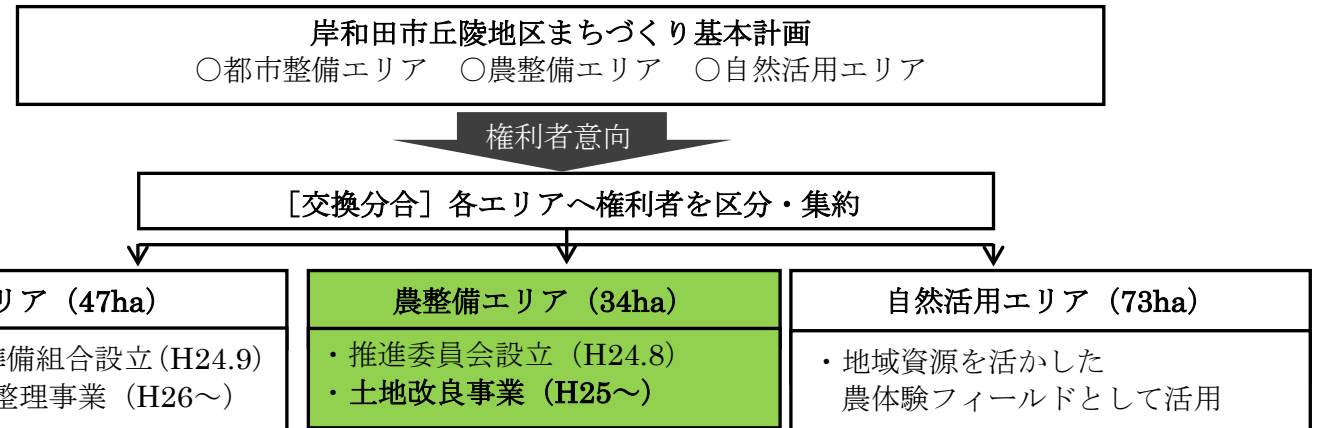 岸和田市丘陵地区まちづくり基本計画
○都市整備エリア　○農整備エリア　○自然活用エリア
権利者意向
［交換分合］各エリアへ権利者を区分・集約
リア（47ha）
備組合設立（H24.9）
整理事業（H26～）
農整備エリア（34ha）
・推進委員会設立（H24.8）
・土地改良事業（H25～）
自然活用エリア（73ha）
・地域資源を活かした
農体験フィールドとして活用